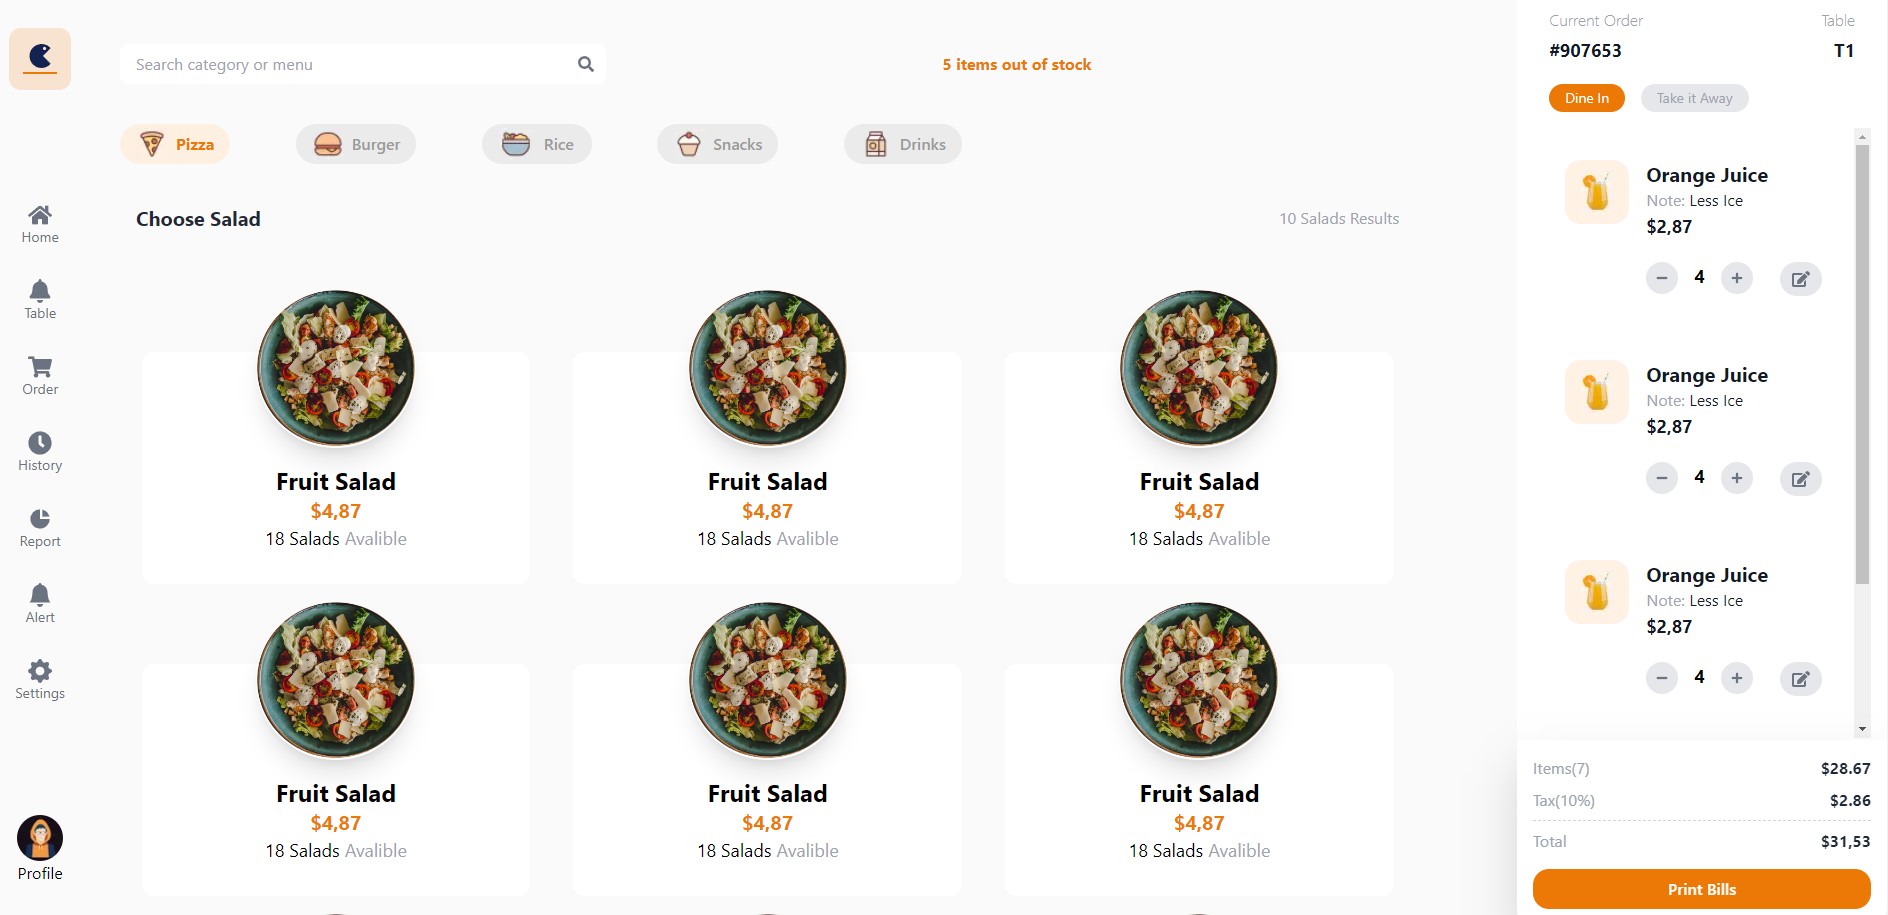 Search category or menu
5 items out of stock
Pizza
Burger
Rice
Snacks
Drinks
Home
Table
Order
History
Report
Alert
Settings
Profile
Choose Salad
10 Salads Results
Fruit Salad
$4,87
18 Salads Avalible
Fruit Salad
$4,87
18 Salads Avalible
Fruit Salad
$4,87
18 Salads Avalible
Fruit Salad
$4,87
18 Salads Avalible
Fruit Salad
$4,87
18 Salads Avalible
Fruit Salad
$4,87
18 Salads Avalible
Current Order Table
#907653 T1
Dine In Take it Away
Orange Juice
Note: Less Ice
$2,87
4
Orange Juice
Note: Less Ice
$2,87
4
Orange Juice
Note: Less Ice
$2,87
4
Items(7) $28.67
Tax(10%) $2.86
Total $31,53
Print Bills